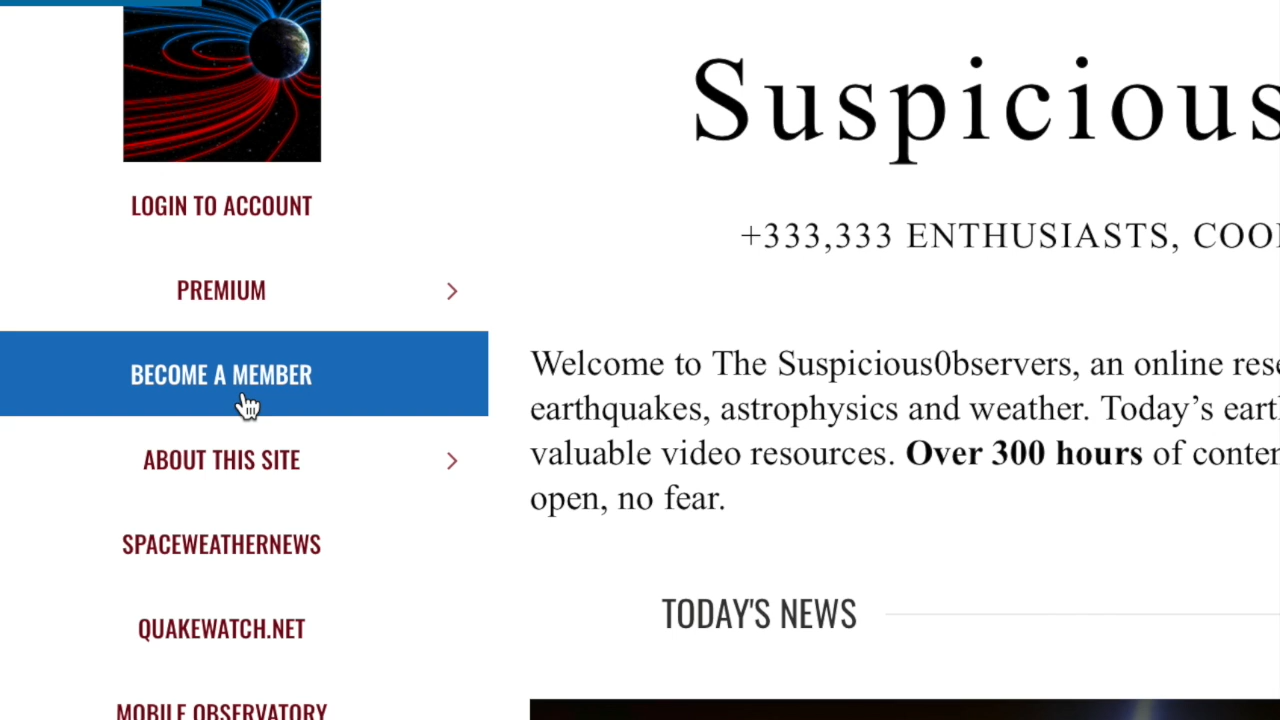 LOGIN TO ACCOUNT
PREMIUM
BECOME A MEMBER
ABOUT THIS SITE
SPACEWEATHERNEWS
QUAKEWATCH.NET
MOBILE OBSERVATORY
Suspicious
+333,333 ENTHUSIASTS,
Welcome to The Suspicious0bservers, an online
earthquakes, astrophysics and weather. Today’s
valuable video resources. Over 300 hours of
open, no fear.
TODAY'S NEWS